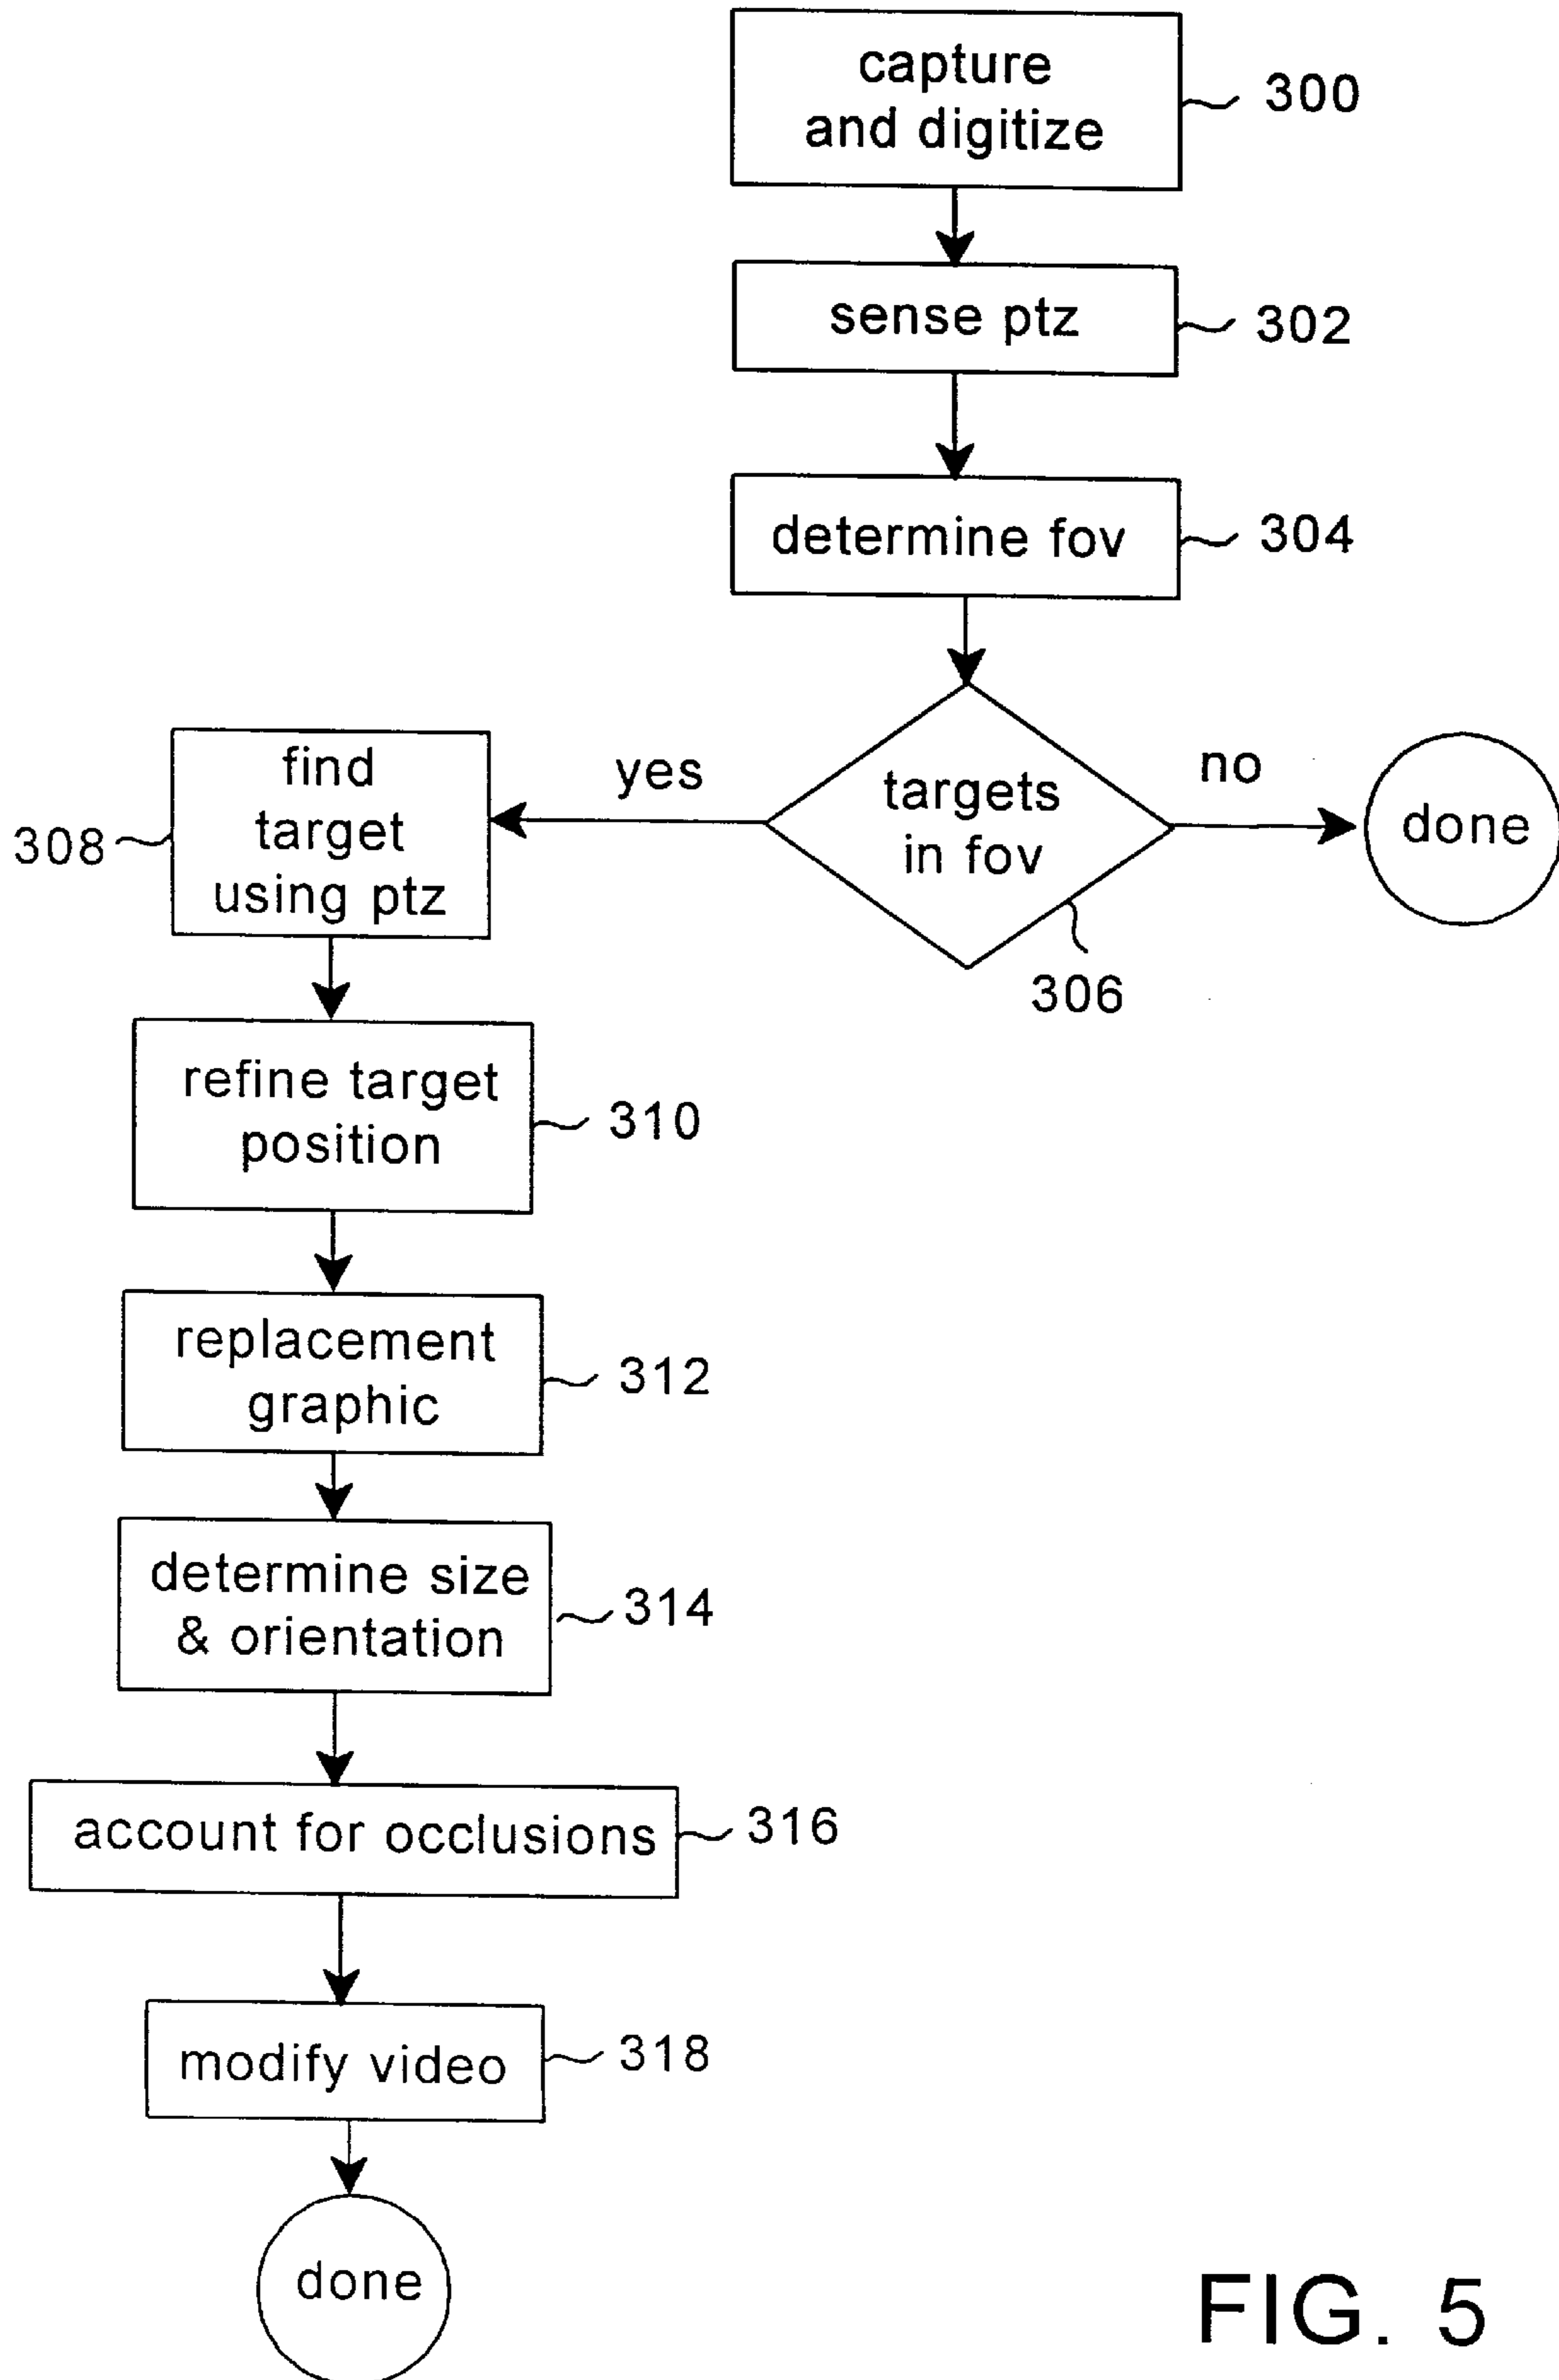 capture
and digitize
300
sense ptz
302
determine fov
304
targets
in fov
306
yes
no
done
find
target
using ptz
308
refine target
position
310
replacement
graphic
312
determine size
& orientation
314
account for occlusions
316
modify video
318
done
FIG. 5